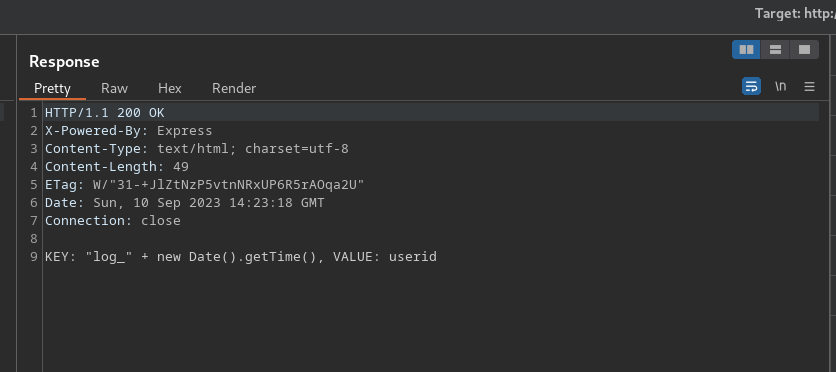 Target: http:/
Response
Pretty Raw Hex Render \n
1 HTTP/1.1 200 OK
2 X-Powered-By: Express
3 Content-Type: text/html; charset=utf-8
4 Content-Length: 49
5 ETag: W/"31-+JlZtNzP5vtnNRxUP6R5rAOqa2U"
6 Date: Sun, 10 Sep 2023 14:23:18 GMT
7 Connection: close
8
9 KEY: "log_" + new Date().getTime(), VALUE: userid